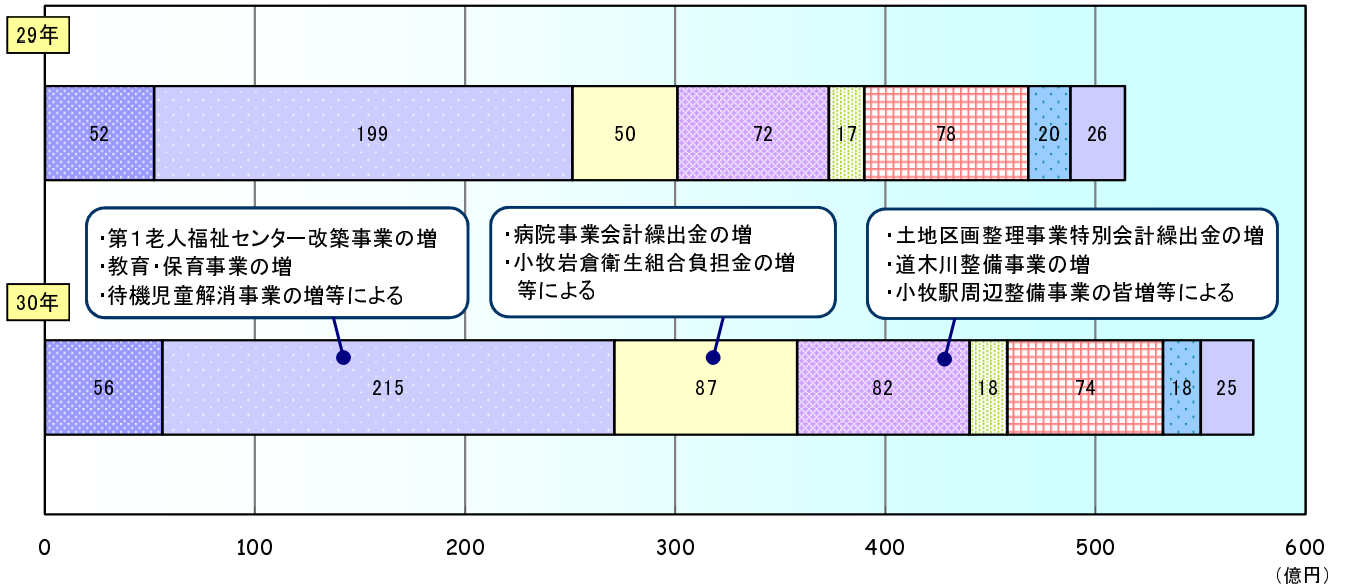 29年
52 199 50 72 17 78 20 26
・第１老人福祉センター改築事業の増
・教育・保育事業の増
・待機児童解消事業の増等による
・病院事業会計繰出金の増
・小牧岩倉衛生組合負担金の増
等による
・土地区画整理事業特別会計繰出金の増
・道木川整備事業の増
・小牧駅周辺整備事業の皆増等による
30年
56 215 87 82 18 74 18 25
0 100 200 300 400 500 600
（億円）